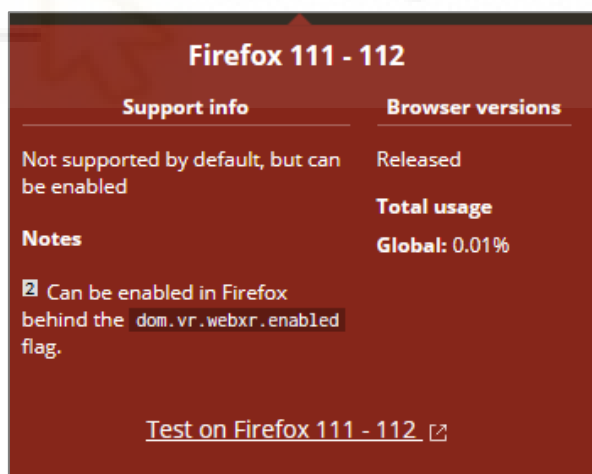 Firefox 111 - 112
Support info
Not supported by default, but can
be enabled
Notes
2 Can be enabled in Firefox
behind the dom.vr.webxr.enabled
flag.
Browser versions
Released
Total usage
Global: 0.01%
Test on Firefox 111 - 112